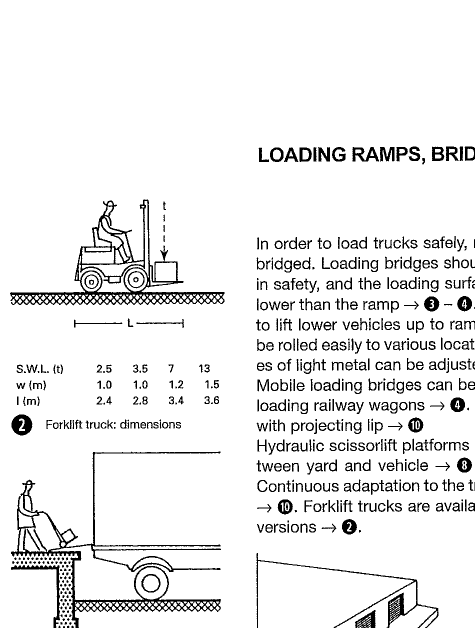 LOADING RAMPS, BRID
t
L
S.W.L. (t) 2.5 3.5 7 13
w (m) 1.0 1.0 1.2 1.5
l (m) 2.4 2.8 3.4 3.6
2 Forklift truck: dimensions
In order to load trucks safely,
bridged. Loading bridges shou
in safety, and the loading surfa
lower than the ramp → 3 – 4.
to lift lower vehicles up to ram
be rolled easily to various locat
es of light metal can be adjuste
Mobile loading bridges can be
loading railway wagons → 4.
with projecting lip → 10
Hydraulic scissorlift platforms
tween yard and vehicle → 8
Continuous adaptation to the t
→ 10. Forklift trucks are availa
versions → 2.